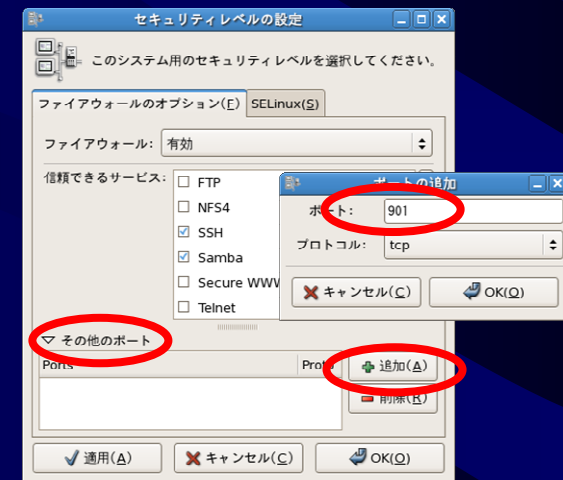 セキュリティレベルの設定
このシステム用のセキュリティレベルを選択してください。
ファイアウォールのオプション(F)
SELinux(S)
ファイアウォール: 有効
信頼できるサービス:
FTP
NFS4
SSH
Samba
Secure WWW
Telnet
ポートの追加
ポート: 901
プロトコル: tcp
キャンセル(C)
OK(O)
その他のポート
Ports
Proto
追加(A)
削除(R)
適用(A)
キャンセル(C)
OK(O)